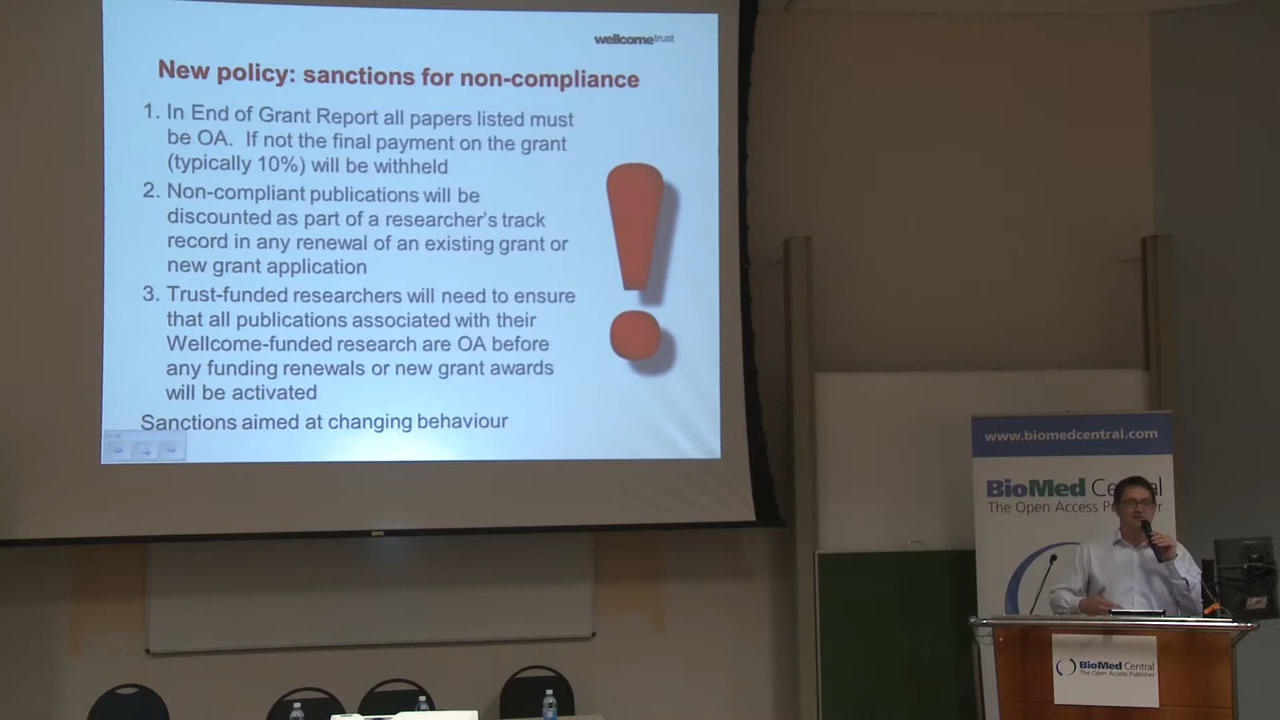 wellcometrust
New policy: sanctions for non-compliance
1. In End of Grant Report all papers listed must
be OA. If not the final payment on the grant
(typically 10%) will be withheld
2. Non-compliant publications will be
discounted as part of a researcher's track
record in any renewal of an existing grant or
new grant application
3. Trust-funded researchers will need to ensure
that all publications associated with their
Wellcome-funded research are OA before
any funding renewals or new grant awards
will be activated
Sanctions aimed at changing behaviour
www.biomedcentral.com
BioMed Ce al
The Open Access P r
BioMed Central
The Open Access Publisher